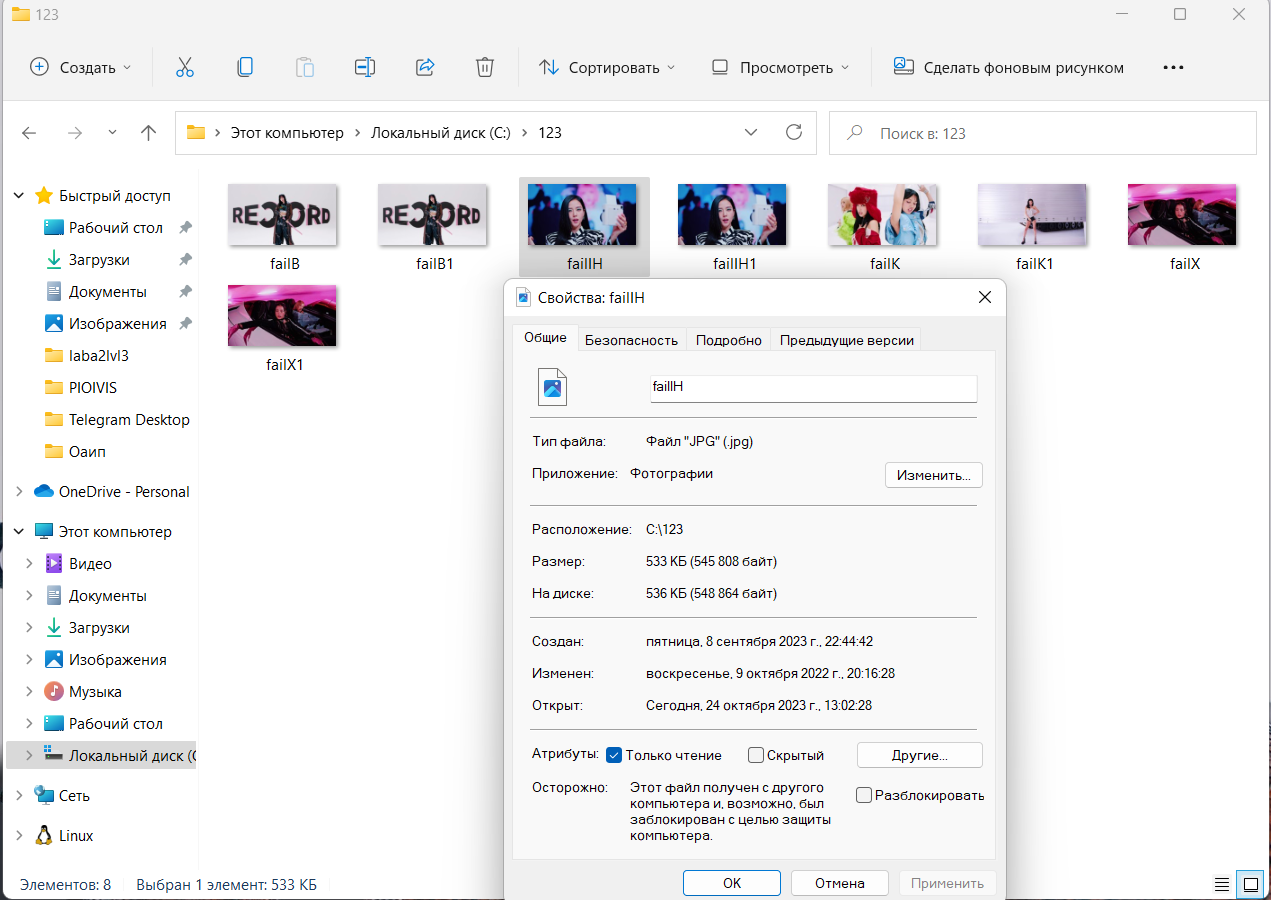 123
Создать
Сортировать
Просмотреть
Сделать фоновым рисунком
Этот компьютер > Локальный диск (C:) > 123
Поиск в: 123
Быстрый доступ
Рабочий стол
Загрузки
Документы
Изображения
laba2lvl3
PIOIVIS
Telegram Desktop
Оаип
OneDrive - Personal
Этот компьютер
Видео
Документы
Загрузки
Изображения
Музыка
Рабочий стол
Локальный диск (C
Сеть
Linux
RECORD
RECORD
failB
failB1
failIH
failIH1
failK
failK1
failX
failX1
Свойства: failIH
Общие
Безопасность
Подробно
Предыдущие версии
failIH
Тип файла: Файл "JPG" (.jpg)
Приложение: Фотографии
Изменить...
Расположение: C:\123
Размер: 533 КБ (545 808 байт)
На диске: 536 КБ (548 864 байт)
Создан: пятница, 8 сентября 2023 г., 22:44:42
Изменен: воскресенье, 9 октября 2022 г., 20:16:28
Открыт: Сегодня, 24 октября 2023 г., 13:02:28
Атрибуты: Только чтение Скрытый Другие...
Осторожно: Этот файл получен с другого
компьютера и, возможно, был
заблокирован с целью защиты
компьютера.
Разблокировать
OK
Отмена
Применить
Элементов: 8
Выбран 1 элемент: 533 КБ